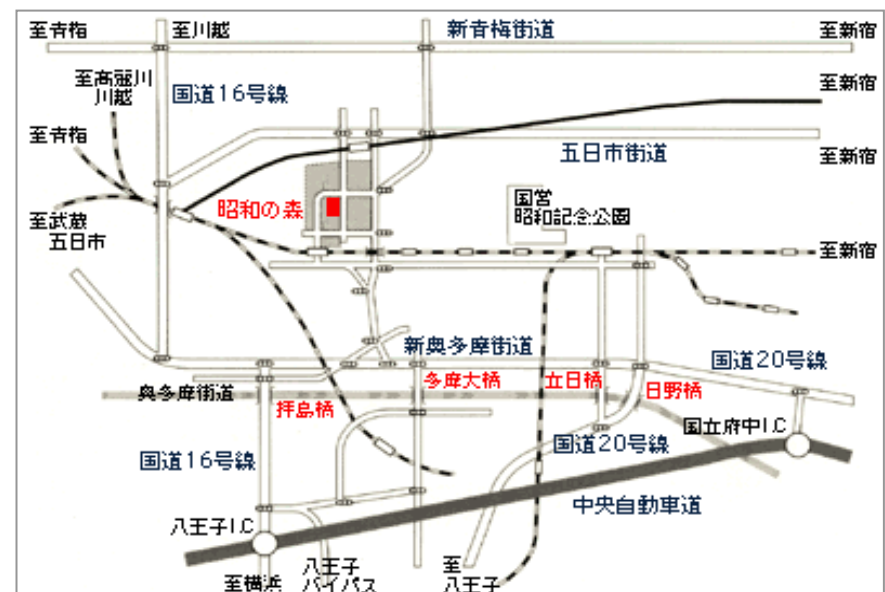 至青梅
至川越
新青梅街道
至新宿
至高麗川
川越
国道16号線
至新宿
至青梅
五日市街道
至新宿
昭和の森
国営
昭和記念公園
至武蔵
五日市
至新宿
新奥多摩街道
国道20号線
奥多摩街道
拝島橋
多摩大橋
立日橋
日野橋
国立府中I.C
国道16号線
国道20号線
中央自動車道
八王子I.C
至横浜
八王子
バイパス
至
八王子